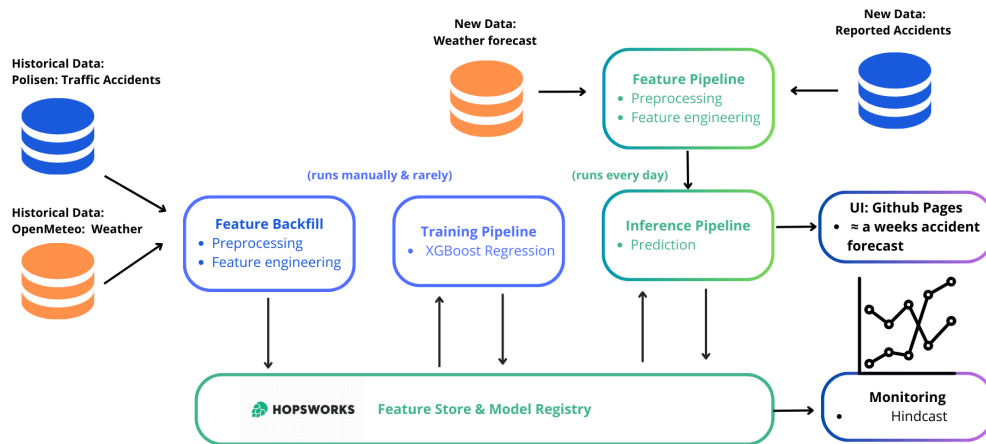 New Data:
Weather forecast
New Data:
Reported Accidents
Historical Data:
Polisen: Traffic Accidents
Feature Pipeline
• Preprocessing
• Feature engineering
(runs manually & rarely)
(runs every day)
Historical Data:
OpenMeteo: Weather
Feature Backfill
• Preprocessing
• Feature engineering
Training Pipeline
• XGBoost Regression
Inference Pipeline
• Prediction
UI: Github Pages
• ≈ a weeks accident
forecast
HOPSWORKS
Feature Store & Model Registry
Monitoring
• Hindcast